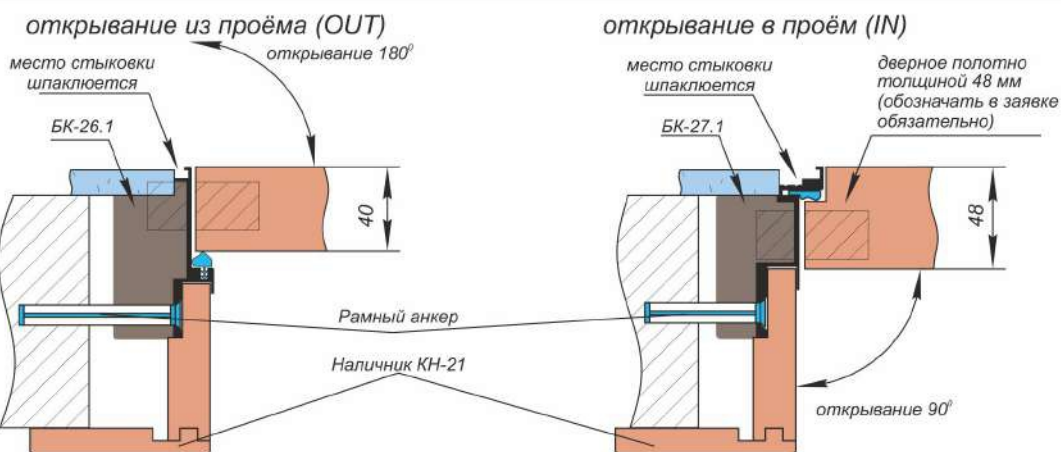 открывание из проёма (OUT)
открывание 180⁰
место стыковки
шпаклюется
БК-26.1
40
открывание в проём (IN)
место стыковки
шпаклюется
БК-27.1
дверное полотно
толщиной 48 мм
(обозначать в заявке
обязательно)
48
Рамный анкер
Наличник КН-21
открывание 90⁰